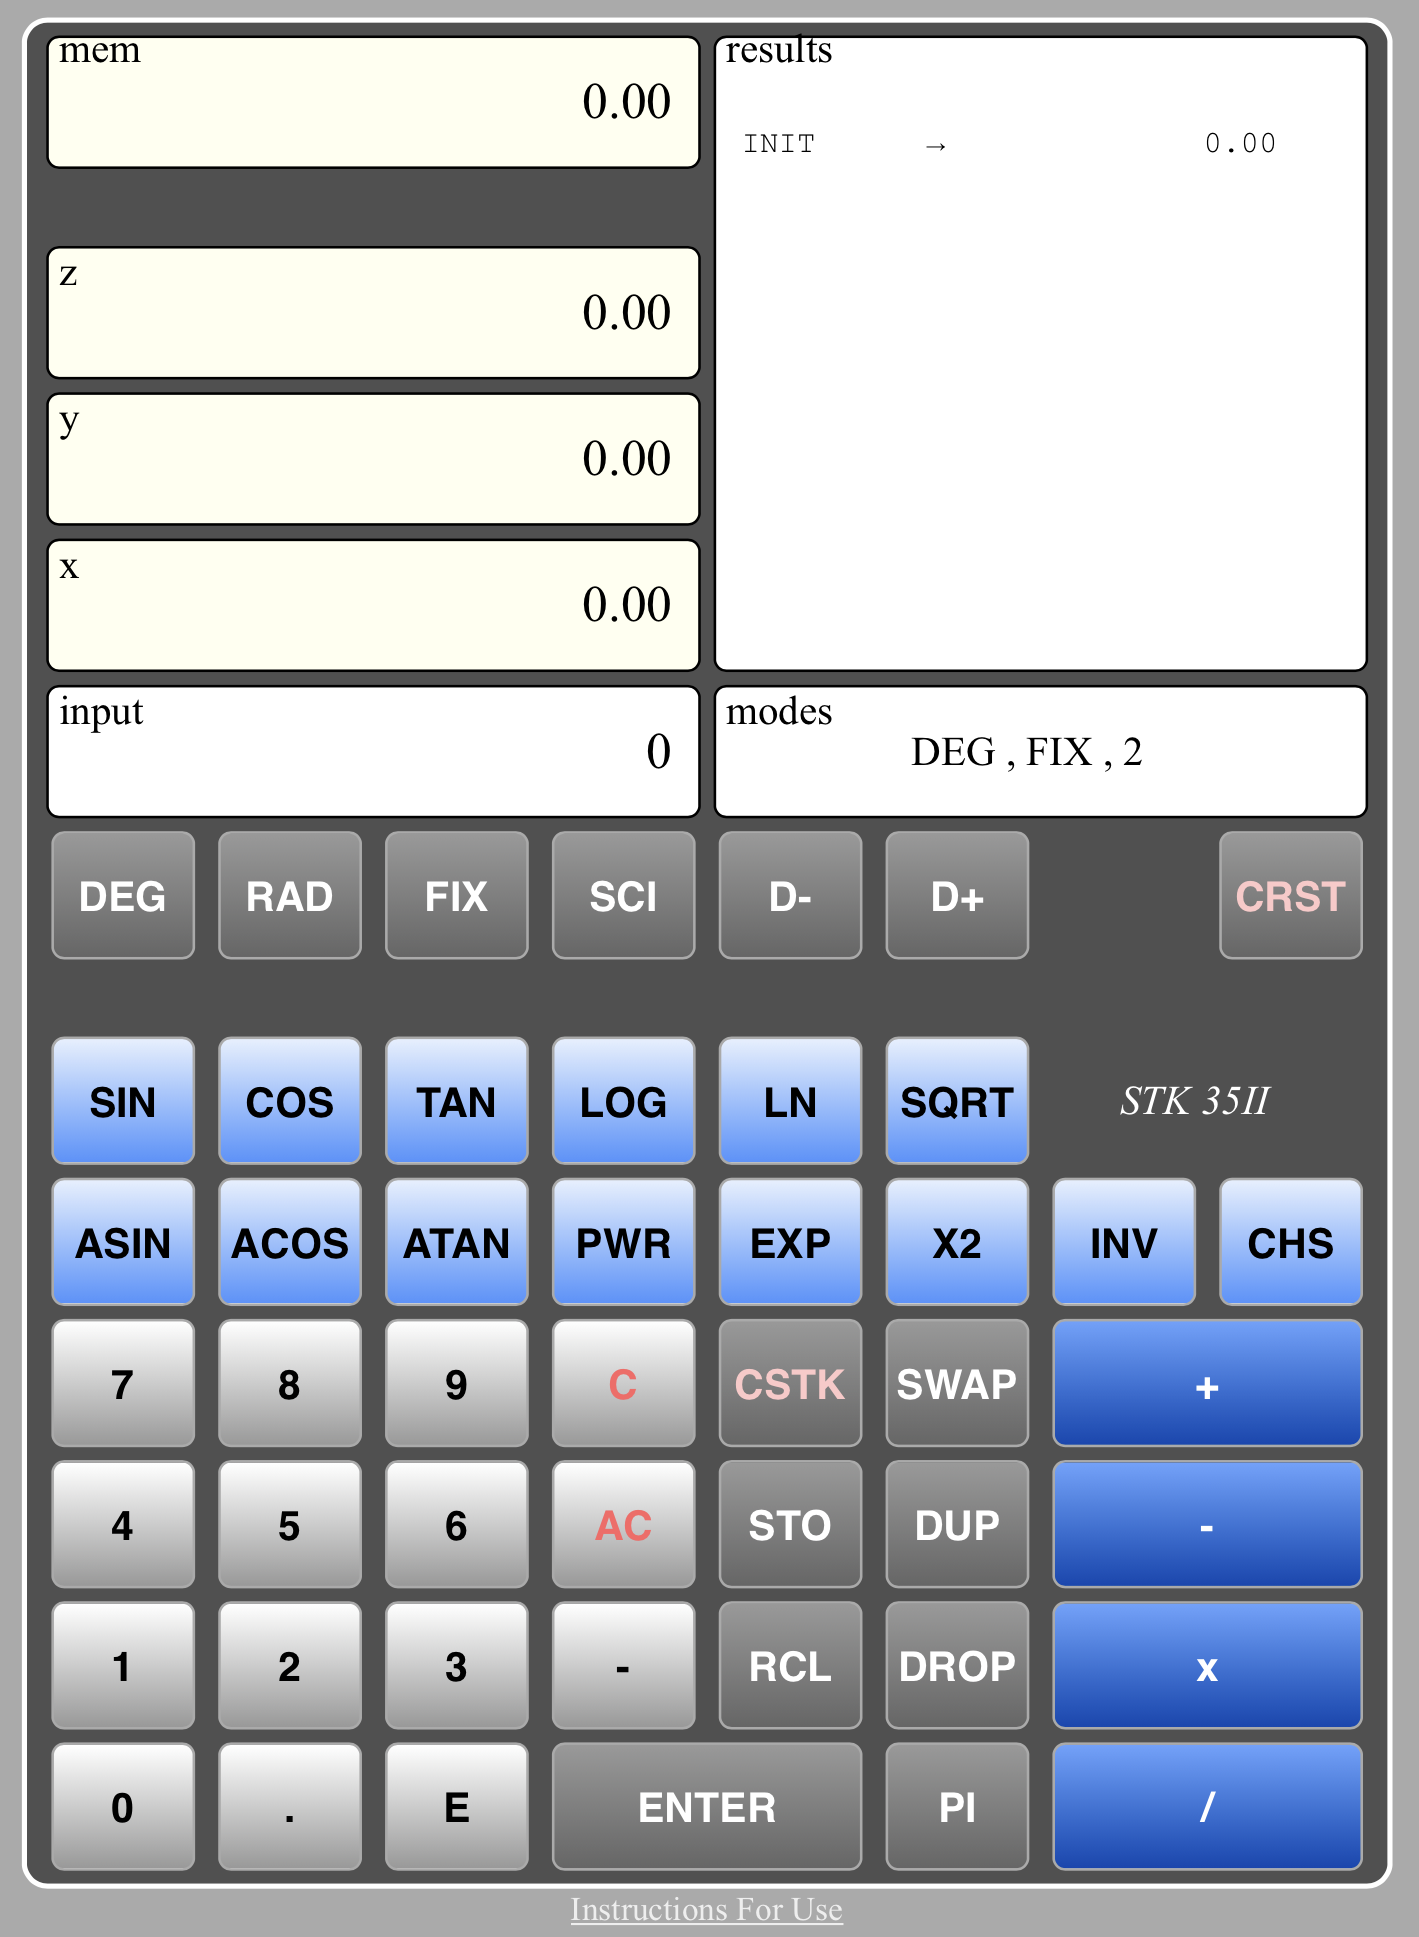 mem
0.00
results
INIT → 0.00
z
0.00
y
0.00
x
0.00
input
0
modes
DEG , FIX , 2
DEG RAD FIX SCI D- D+ CRST
SIN COS TAN LOG LN SQRT STK 35II
ASIN ACOS ATAN PWR EXP X2 INV CHS
7 8 9 C CSTK SWAP +
4 5 6 AC STO DUP -
1 2 3 - RCL DROP x
0 . E ENTER PI /
Instructions For Use